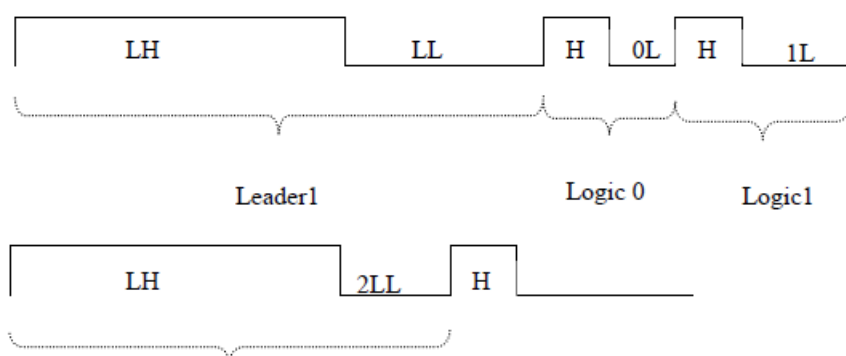 LH LL H 0L H 1L
Leader1 Logic 0 Logic1
LH 2LL H